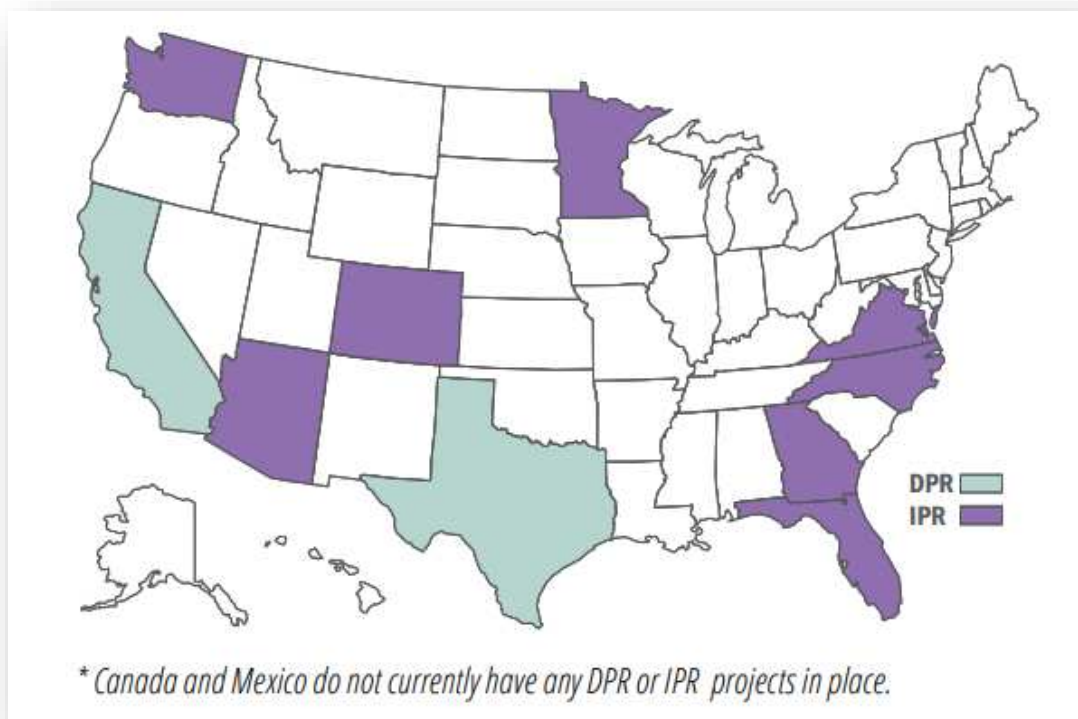 DPR
IPR
* Canada and Mexico do not currently have any DPR or IPR projects in place.